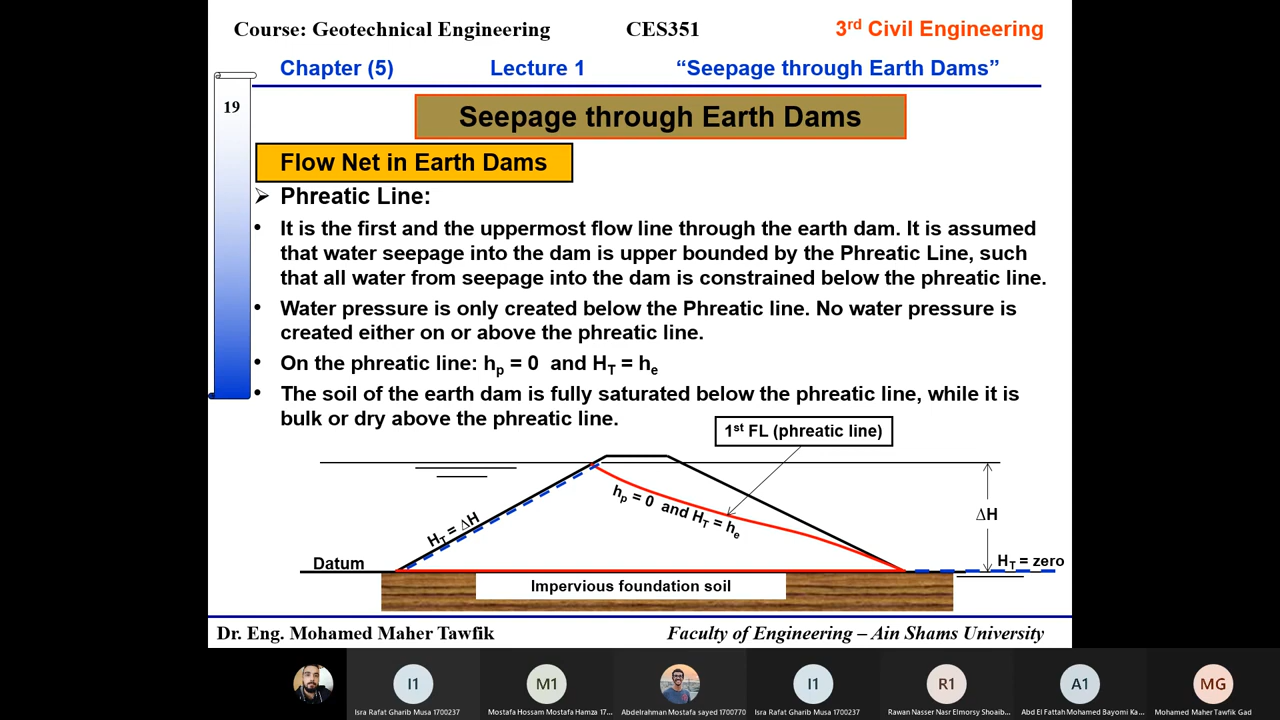 Course: Geotechnical Engineering CES351 3rd Civil Engineering
Chapter (5) Lecture 1 “Seepage through Earth Dams”
19
Seepage through Earth Dams
Flow Net in Earth Dams
➢ Phreatic Line:
• It is the first and the uppermost flow line through the earth dam. It is assumed
that water seepage into the dam is upper bounded by the Phreatic Line, such
that all water from seepage into the dam is constrained below the phreatic line.
• Water pressure is only created below the Phreatic line. No water pressure is
created either on or above the phreatic line.
• On the phreatic line: hp = 0 and HT = he
• The soil of the earth dam is fully saturated below the phreatic line, while it is
bulk or dry above the phreatic line.
1st FL (phreatic line)
hp = 0 and HT = he
HT = ΔH
ΔH
Datum
HT = zero
Impervious foundation soil
Dr. Eng. Mohamed Maher Tawfik Faculty of Engineering – Ain Shams University
I1 M1 I1 R1 A1 MG
Isra Rafat Gharib Musa 1700237 Mostafa Hossam Mostafa Hamza 17... Abdelrahman Mostafa sayed 1700770 Isra Rafat Gharib Musa 1700237 Rawan Nasser Nasr Elmorsy Shoaib... Abd El Fattah Mohamed Bayomi Ka... Mohamed Maher Tawfik Gad